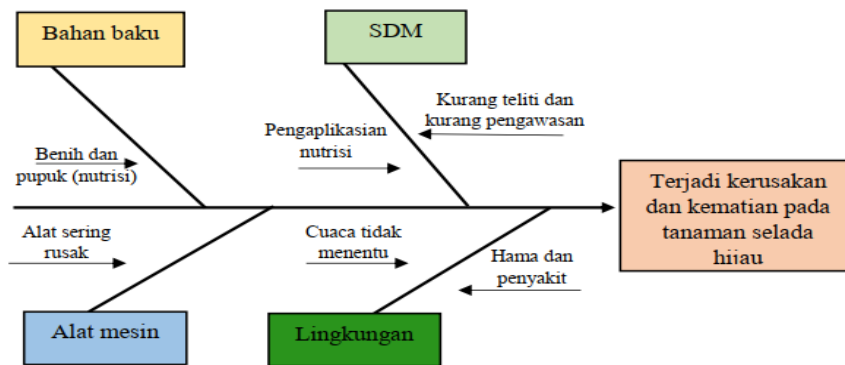 Bahan baku
SDM
Kurang teliti dan
kurang pengawasan
Pengaplikasian
nutrisi
Benih dan
pupuk (nutrisi)
Terjadi kerusakan
dan kematian pada
tanaman selada
hijau
Alat sering
rusak
Cuaca tidak
menentu
Hama dan
penyakit
Alat mesin
Lingkungan